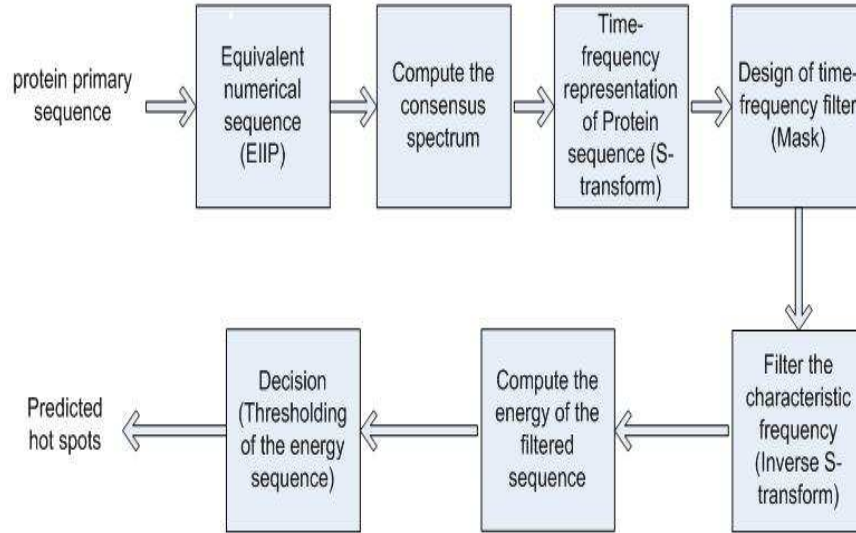 protein primary
sequence
Equivalent
numerical
sequence
(EIIP)
Compute the
consensus
spectrum
Time-
frequency
representation
of Protein
sequence (S-
transform)
Design of time-
frequency filter
(Mask)
Filter the
characteristic
frequency
(Inverse S-
transform)
Compute the
energy of the
filtered
sequence
Decision
(Thresholding
of the energy
sequence)
Predicted
hot spots